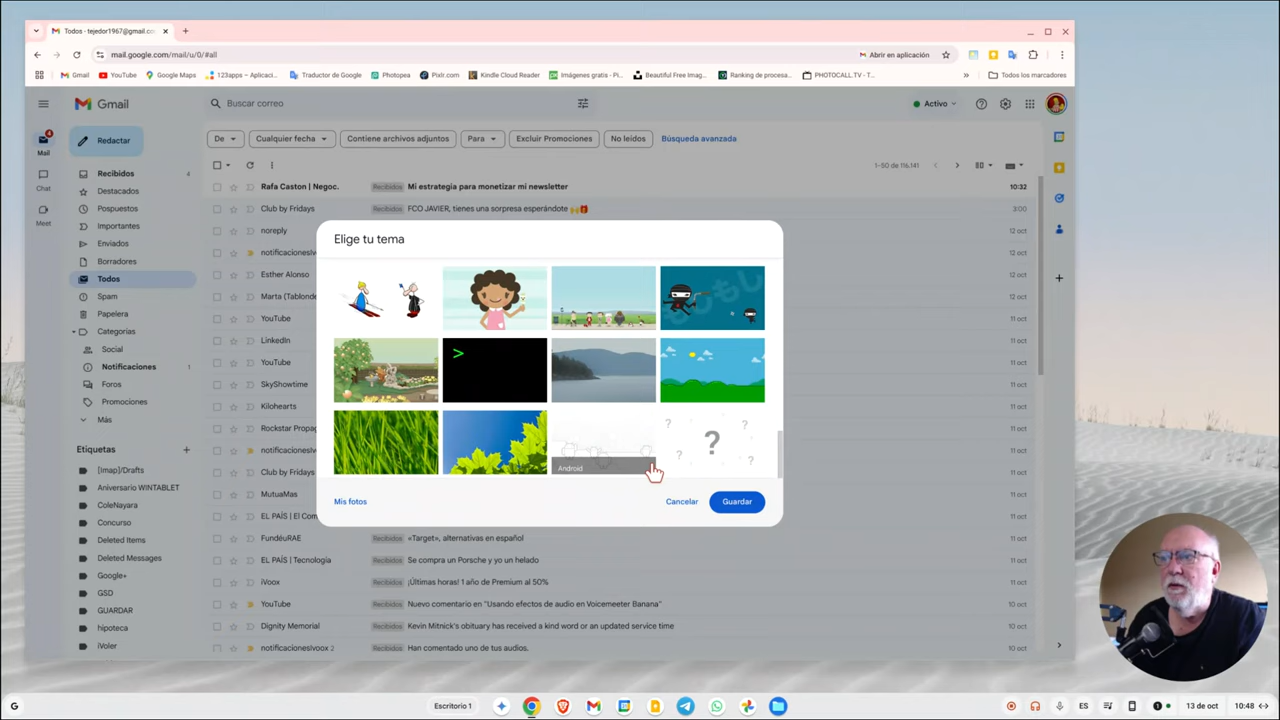 Todos - tejedor1967@gmail.co
mail.google.com/mail/u/0/#all
Abrir en aplicación
Gmail
YouTube
Google Maps
123apps – Aplicaci...
Traductor de Google
Photopea
Pixlr.com
Kindle Cloud Reader
Imágenes gratis - Pi...
Beautiful Free Imag...
Ranking de procesa...
PHOTOCALL.TV - T...
Todos los marcadores
Gmail
Buscar correo
Activo
4
Mail
Chat
Meet
Redactar
De
Cualquier fecha
Contiene archivos adjuntos
Para
Excluir Promociones
No leídos
Búsqueda avanzada
1-50 de 116.141
Recibidos 4
Destacados
Pospuestos
Importantes
Enviados
Borradores
Todos
Spam
Papelera
Categorías
Social
Notificaciones 1
Foros
Promociones
Más
Etiquetas
[Imap]/Drafts
Aniversario WINTABLET
ColeNayara
Concurso
Deleted Items
Deleted Messages
Google+
GSD
GUARDAR
hipoteca
iVoler
Rafa Caston | Negoc. Recibidos Mi estrategia para monetizar mi newsletter 10:32
Club by Fridays Recibidos FCO JAVIER, tienes una sorpresa esperándote 3:00
noreply 12 oct
notificacionesiv 12 oct
Esther Alonso 12 oct
Marta (Tablond 12 oct
YouTube 11 oct
LinkedIn 11 oct
YouTube 11 oct
SkyShowtime 11 oct
Kilohearts 11 oct
Rockstar Propag 11 oct
notificacionesiv 11 oct
Club by Fridays 11 oct
MutuaMas 11 oct
EL PAÍS | El Com 11 oct
FundéuRAE Recibidos «Target», alternativas en español 11 oct
EL PAÍS | Tecnología Recibidos Se compra un Porsche y yo un helado 11 oct
iVoox Recibidos ¡Últimas horas! 1 año de Premium al 50% 11 oct
YouTube Recibidos Nuevo comentario en "Usando efectos de audio en Voicemeeter Banana" 10 oct
Dignity Memorial Recibidos Kevin Mitnick's obituary has received a kind word or an updated service time 10 oct
notificacionesIvoox 2 Recibidos Han comentado uno de tus audios. 10 oct
Elige tu tema
>
Android
?
Mis fotos
Cancelar
Guardar
G
Escritorio 1
ES
1
13 de oct
10:48